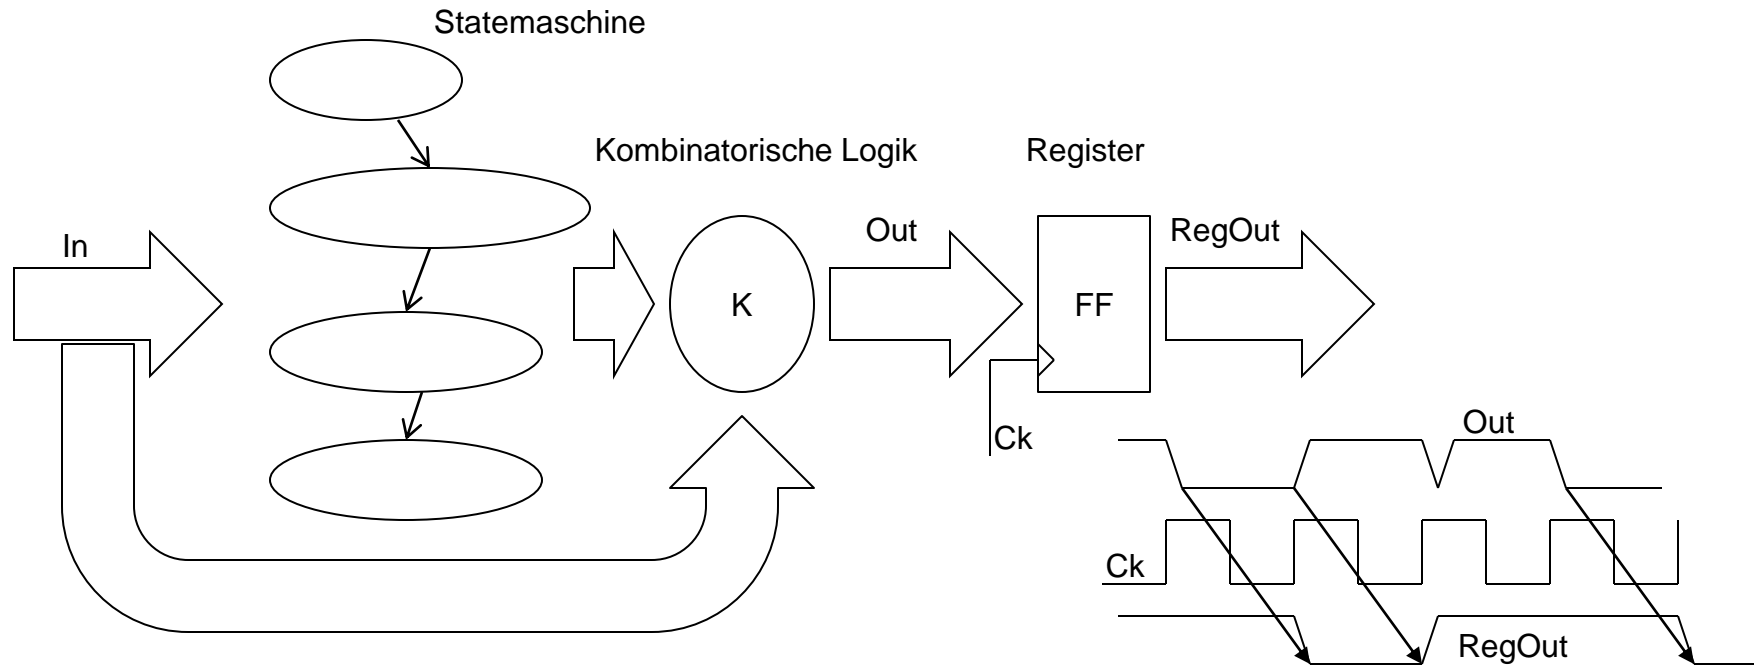 Statemaschine
Kombinatorische Logik
Register
In
Out
RegOut
K
FF
Ck
Out
Ck
RegOut